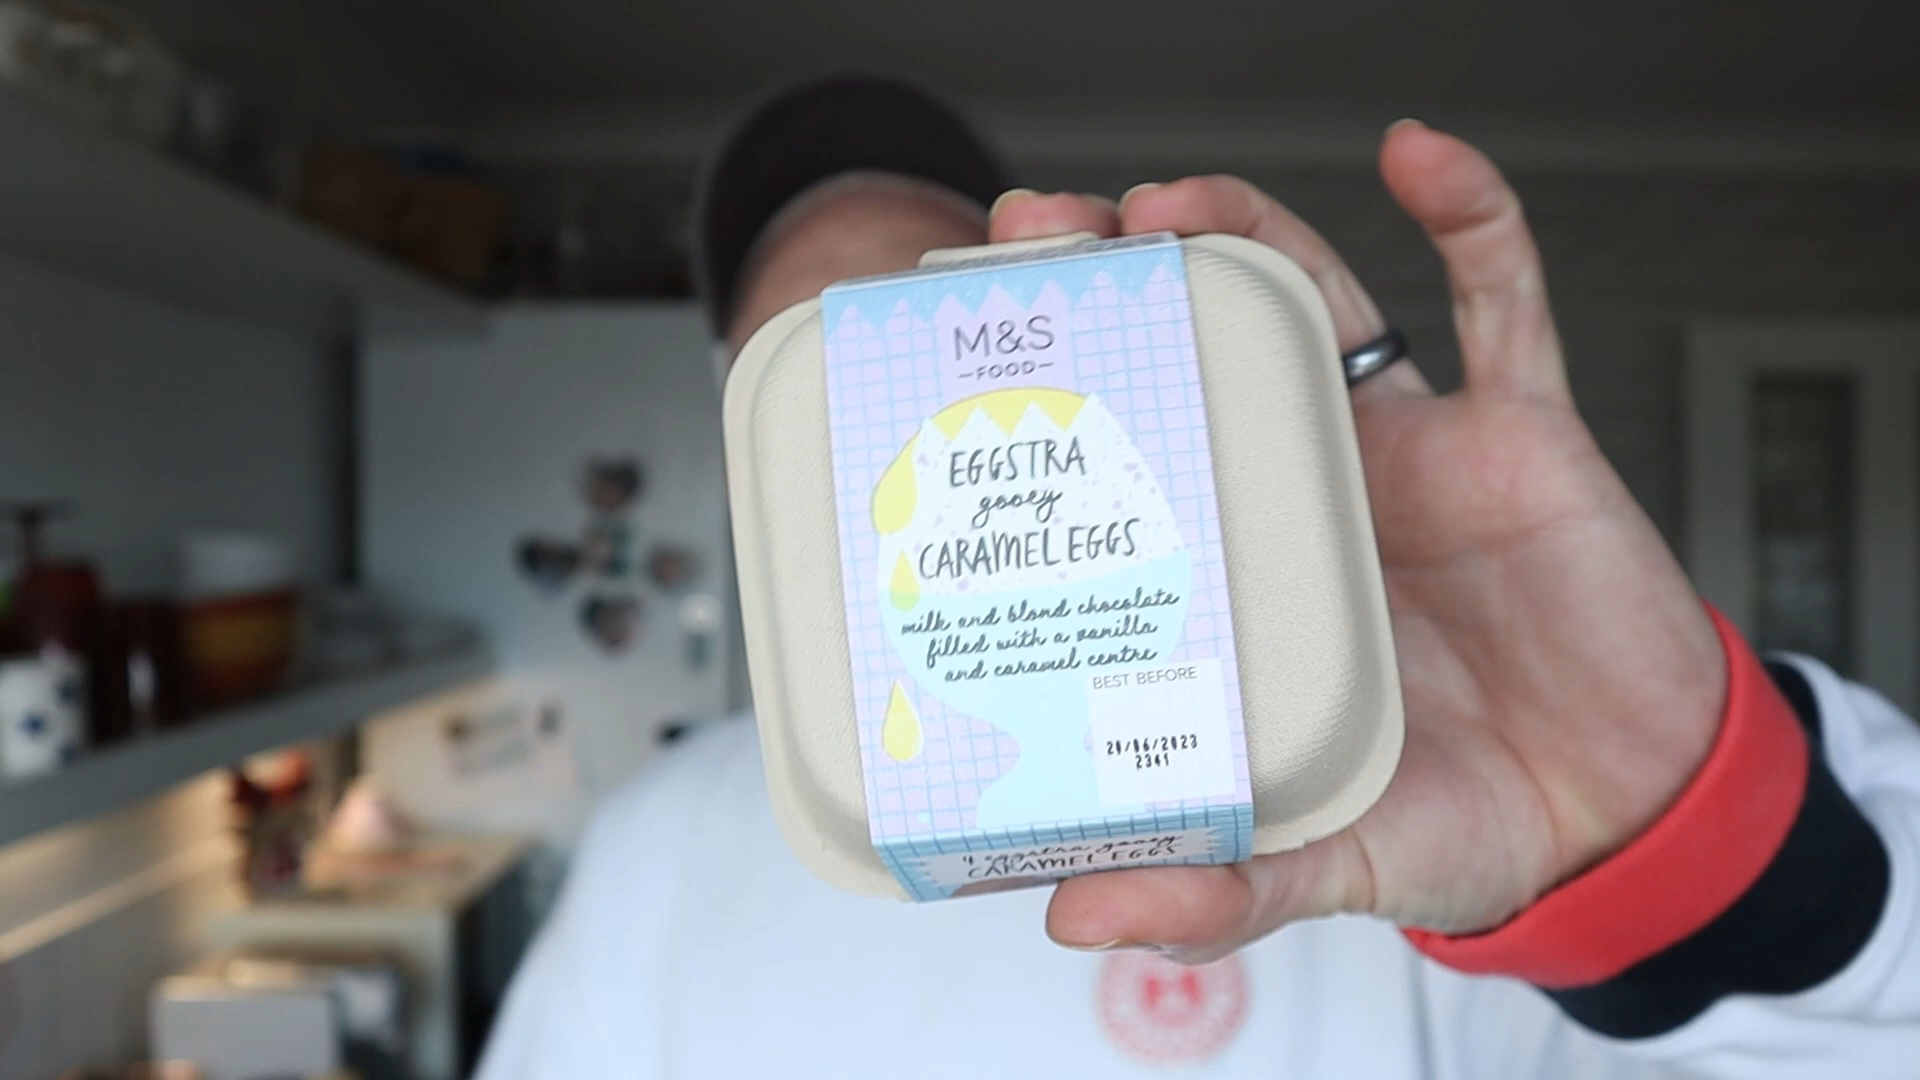 M&S
—FOOD—
EGGSTRA
gooey
CARAMEL EGGS
milk and blond chocolate
filled with a vanilla
and caramel centre
BEST BEFORE
20/06/2023
2341
4 eggstra gooey
CARAMEL EGGS